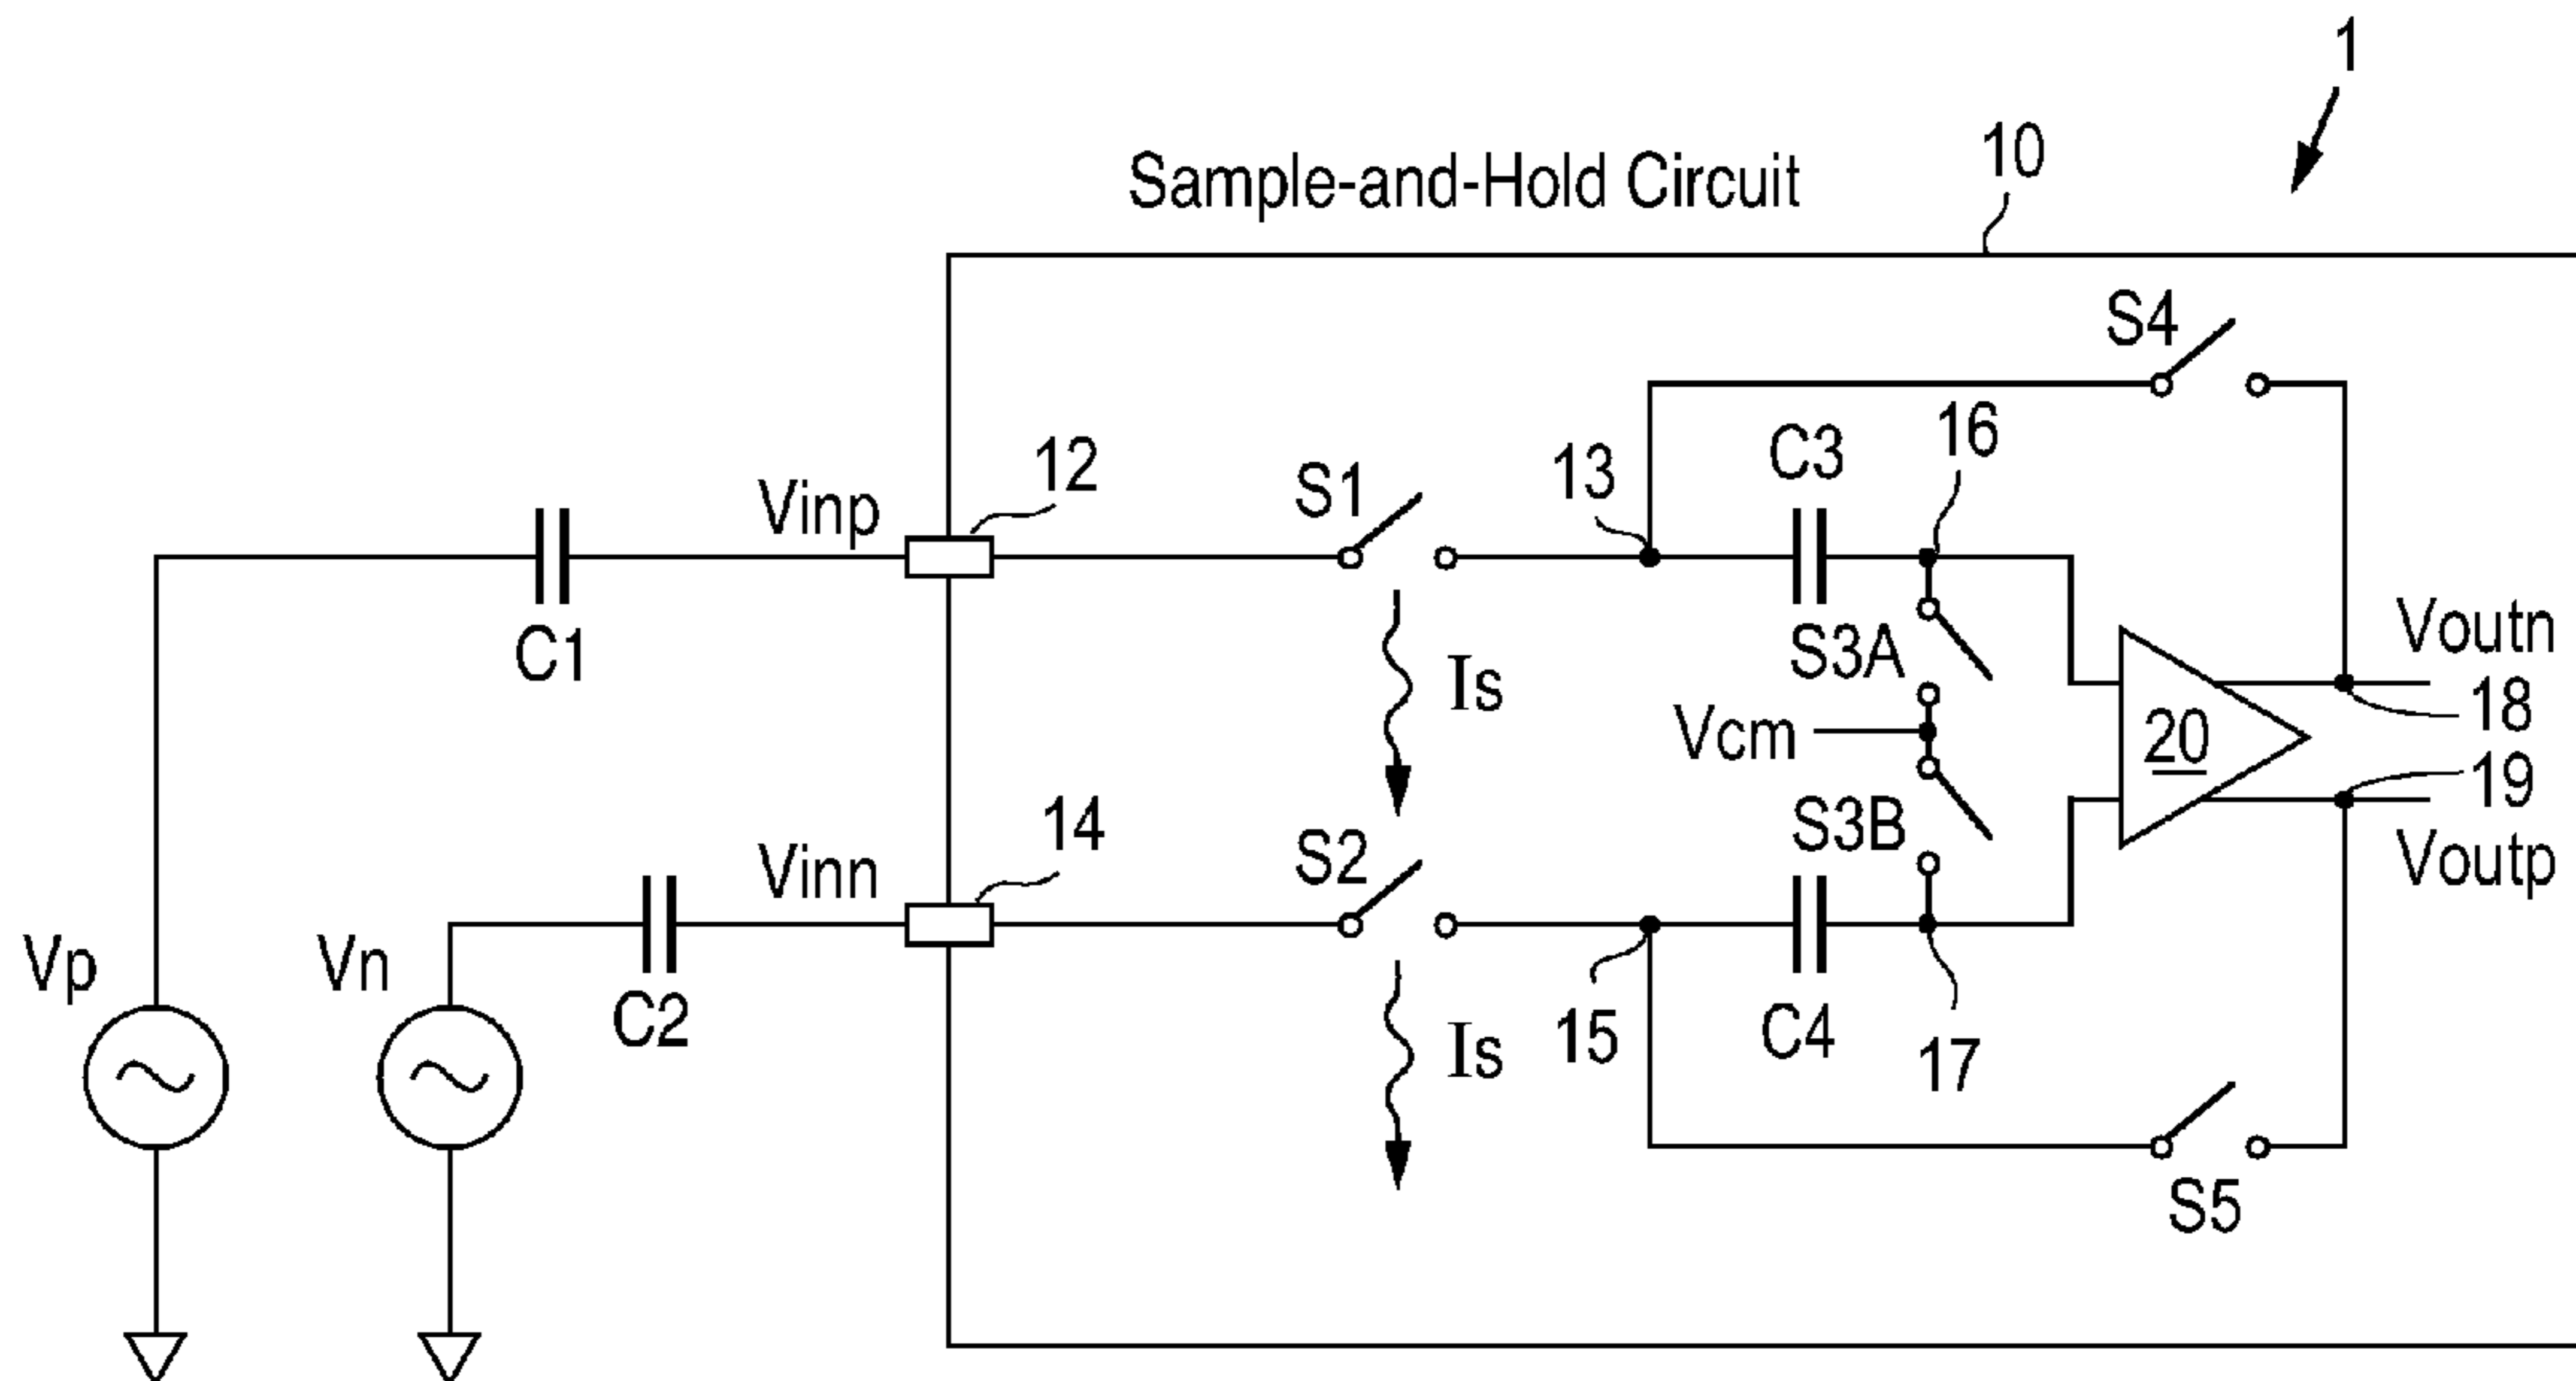 1
Sample-and-Hold Circuit
10
S4
Vinp
12
S1
13
C3
16
C1
Is
S3A
Voutn
18
Vcm
20
19
Vinn
14
S2
S3B
Voutp
Vp
Vn
C2
Is
15
C4
17
S5